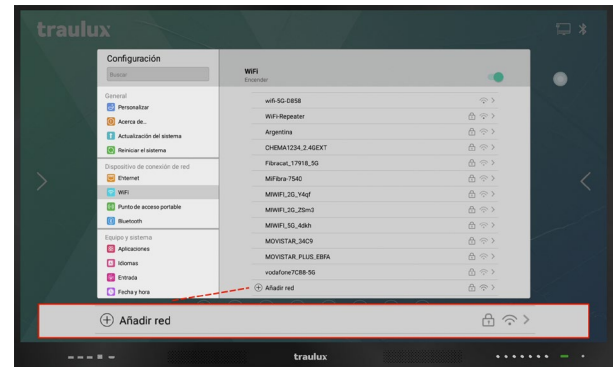 traulux
Configuración
Buscar
General
Personalizar
Acerca de...
Actualización del sistema
Reiniciar el sistema
Dispositivo de conexión de red
Ethernet
WiFi
Punto de acceso portable
Bluetooth
Equipo y sistema
Aplicaciones
Idiomas
Entrada
Fecha y hora
WiFi
Encender
wifi-5G-D858
WiFi-Repeater
Argentina
CHEMA1234_2.4GEXT
Fibracat_17918_5G
MiFibra-7540
MIWIFI_2G_Y4qf
MIWIFI_2G_ZSm3
MIWIFI_5G_4dkh
MOVISTAR_34C9
MOVISTAR_PLUS_EBFA
vodafone7C88-5G
Añadir red
Añadir red
traulux